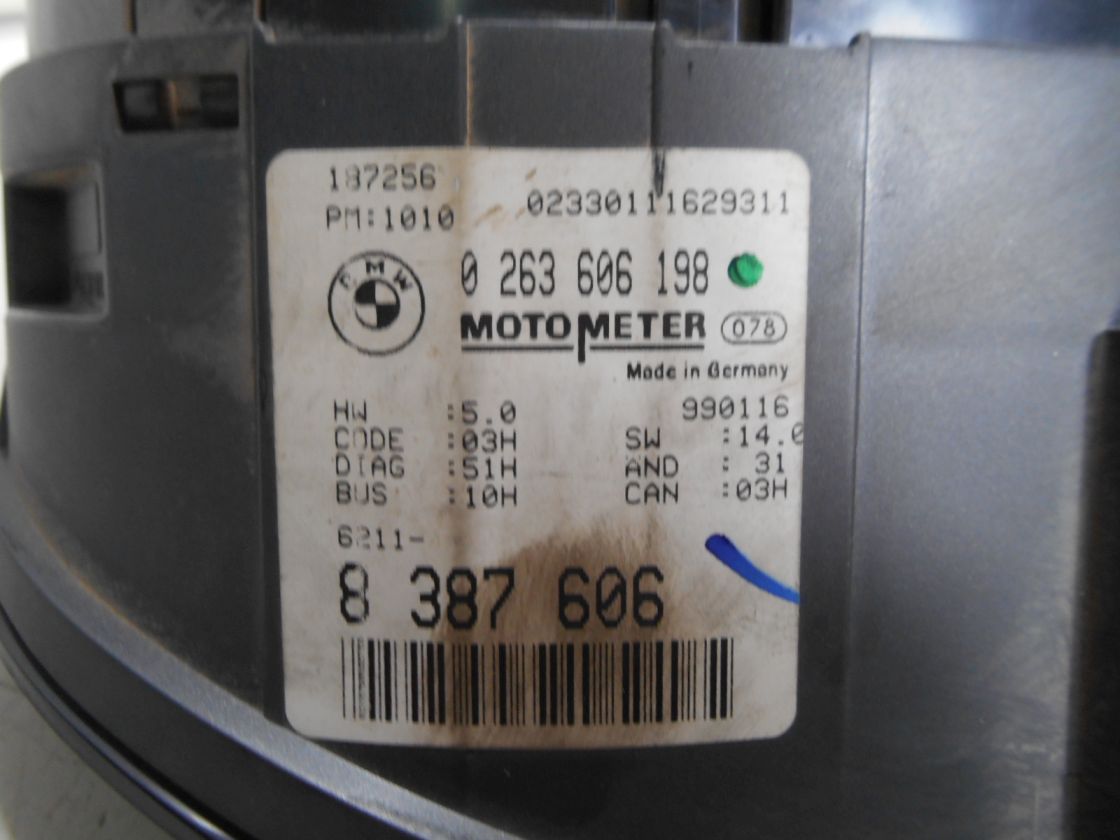 187256
02330111629311
PM:1010
BMW
0 263 606 198
MOTOMETER 078
Made in Germany
HW :5.0 990116
CODE :03H SW :14.0
DIAG :51H AND : 31
BUS :10H CAN :03H
6211-
8 387 606